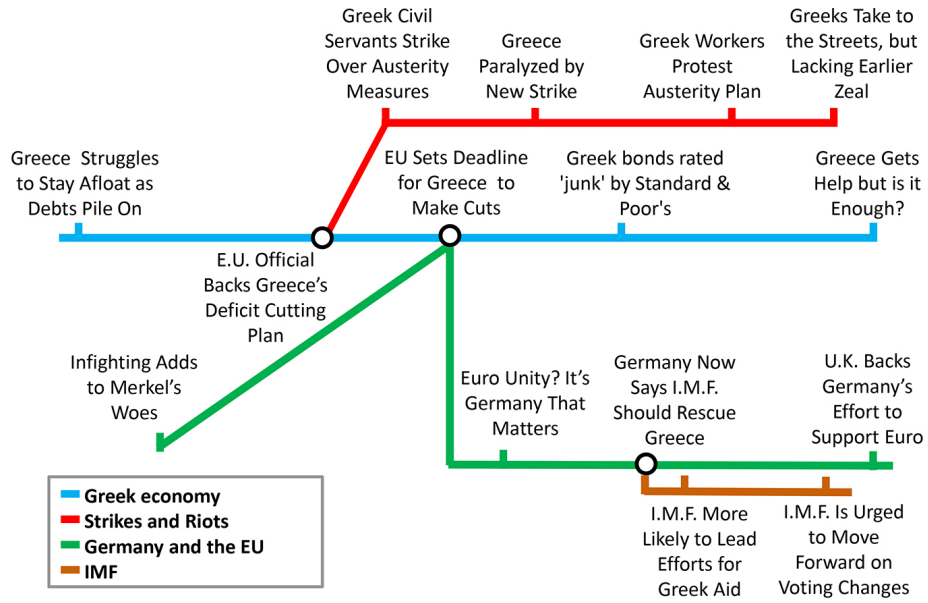 Greek Civil
Servants Strike
Over Austerity
Measures
Greece
Paralyzed by
New Strike
Greek Workers
Protest
Austerity Plan
Greeks Take to
the Streets, but
Lacking Earlier
Zeal
Greece Struggles
to Stay Afloat as
Debts Pile On
EU Sets Deadline
for Greece to
Make Cuts
Greek bonds rated
'junk' by Standard &
Poor's
Greece Gets
Help but is it
Enough?
E.U. Official
Backs Greece's
Deficit Cutting
Plan
Infighting Adds
to Merkel's
Woes
Euro Unity? It's
Germany That
Matters
Germany Now
Says I.M.F.
Should Rescue
Greece
U.K. Backs
Germany's
Effort to
Support Euro
I.M.F. More
Likely to Lead
Efforts for
Greek Aid
I.M.F. Is Urged
to Move
Forward on
Voting Changes
Greek economy
Strikes and Riots
Germany and the EU
IMF